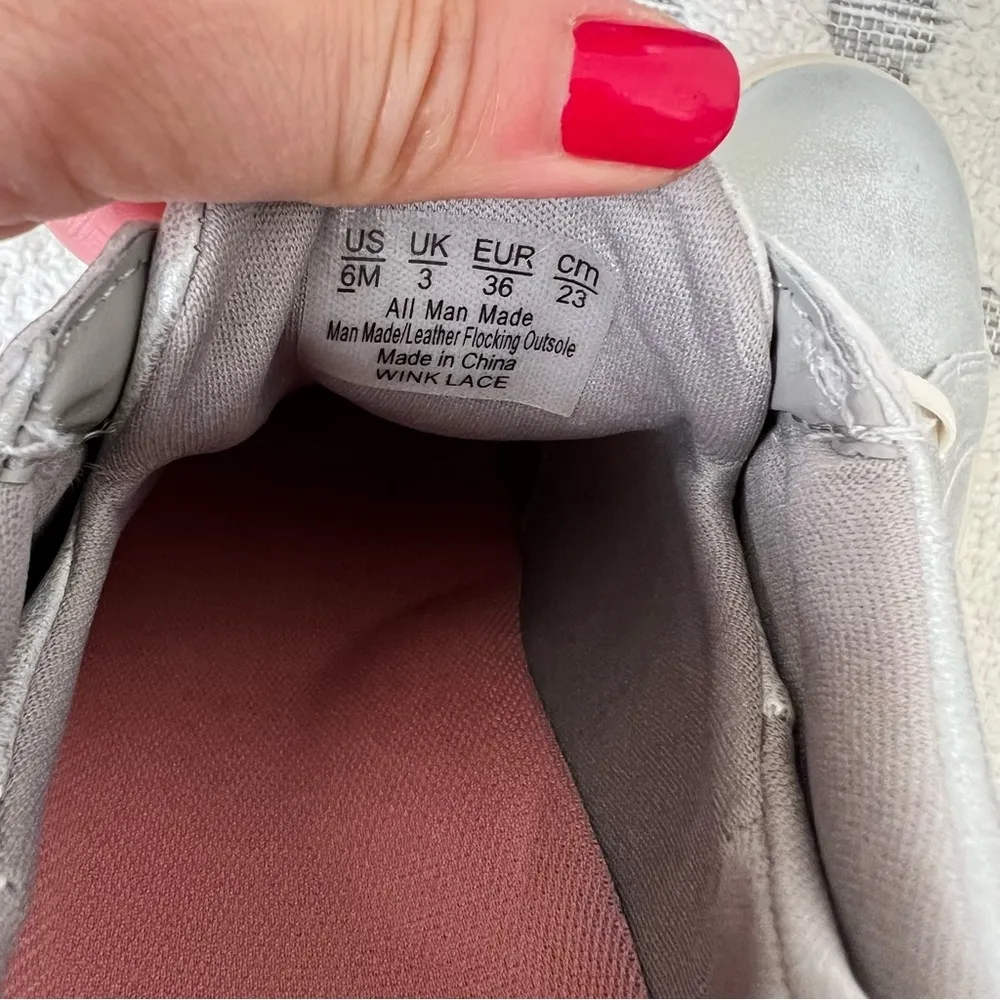 US UK EUR cm
6M 3 36 23
All Man Made
Man Made/Leather Flocking Outsole
Made in China
WINK LACE